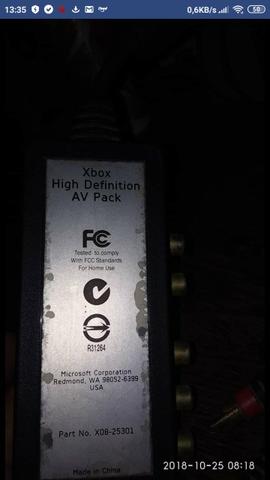 13:35
0,6KB/s
50
Xbox
High Definition
AV Pack
FC
Tested to comply
With FCC Standards
For Home Use
R31264
Microsoft Corporation
Redmond, WA 98052-6399
USA
Part No. X08-25301
Made in China
2018-10-25 08:18